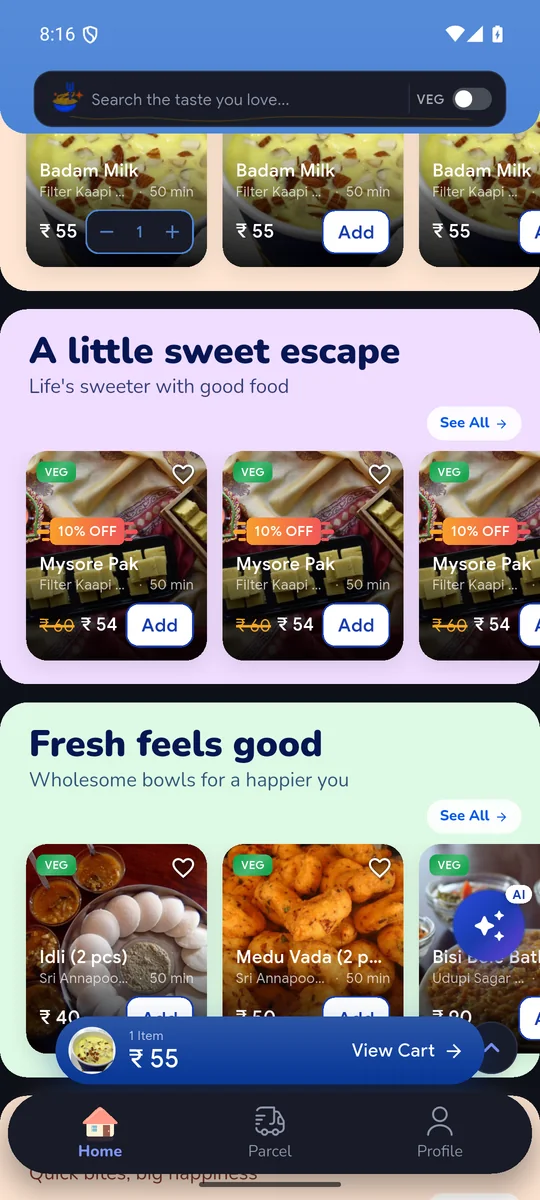 8:16
Search the taste you love...
VEG
Badam Milk
Filter Kaapi ... · 50 min
₹ 55
1
Badam Milk
Filter Kaapi ... · 50 min
₹ 55
Add
Badam Milk
Filter Kaapi ...
₹ 55
A little sweet escape
Life's sweeter with good food
See All →
VEG
10% OFF
Mysore Pak
Filter Kaapi ... · 50 min
₹ 60 ₹ 54
Add
VEG
10% OFF
Mysore Pak
Filter Kaapi ... · 50 min
₹ 60 ₹ 54
Add
VEG
10% OFF
Mysore Pak
Filter Kaapi ...
₹ 60 ₹ 54
Fresh feels good
Wholesome bowls for a happier you
See All →
VEG
Idli (2 pcs)
Sri Annapoo... 50 min
₹ 40
Add
VEG
Medu Vada (2 p...
Sri Annapoo... · 50 min
₹ 50
Add
VEG
AI
Bisi
Udupi Sagar ...
₹ 90
1 Item
₹ 55
View Cart →
Home
Parcel
Profile
Quick bites, big happiness